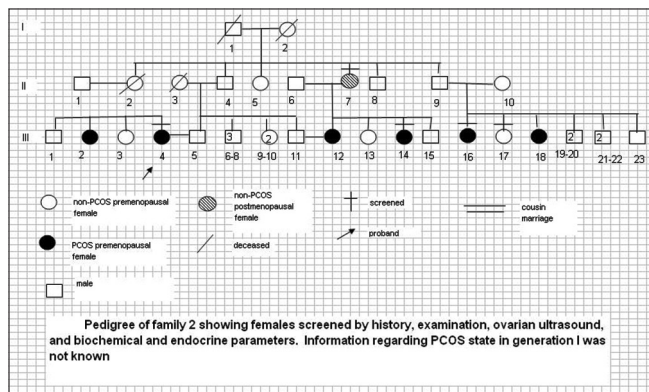 I
1 2
II
1 2 3 4 5 6 7 8 9 10
III
3 2 2 2
1 2 3 4 5 6-8 9-10 11 12 13 14 15 16 17 18 19-20 21-22 23
non-PCOS premenopausal
female
non-PCOS
postmenopausal
female
screened
cousin
marriage
PCOS premenopausal
female
deceased
proband
male
Pedigree of family 2 showing females screened by history, examination, ovarian ultrasound,
and biochemical and endocrine parameters. Information regarding PCOS state in generation I was
not known